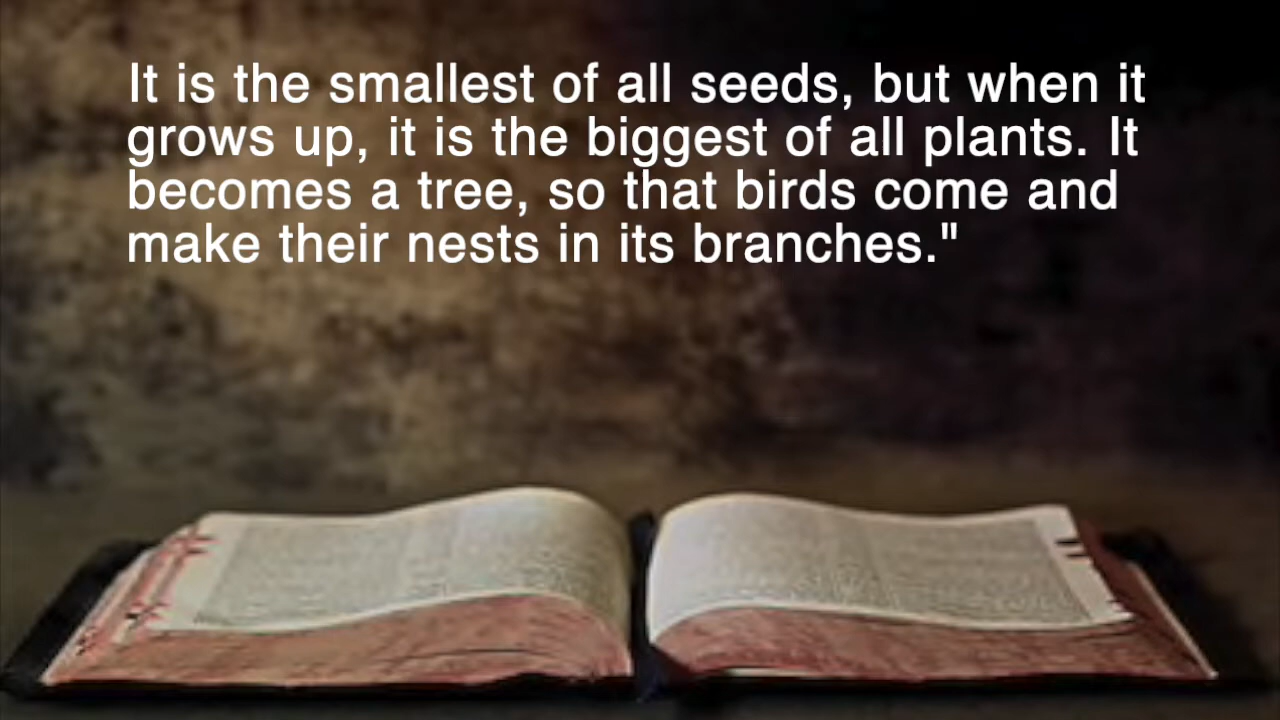 It is the smallest of all seeds, but when it
grows up, it is the biggest of all plants. It
becomes a tree, so that birds come and
make their nests in its branches."